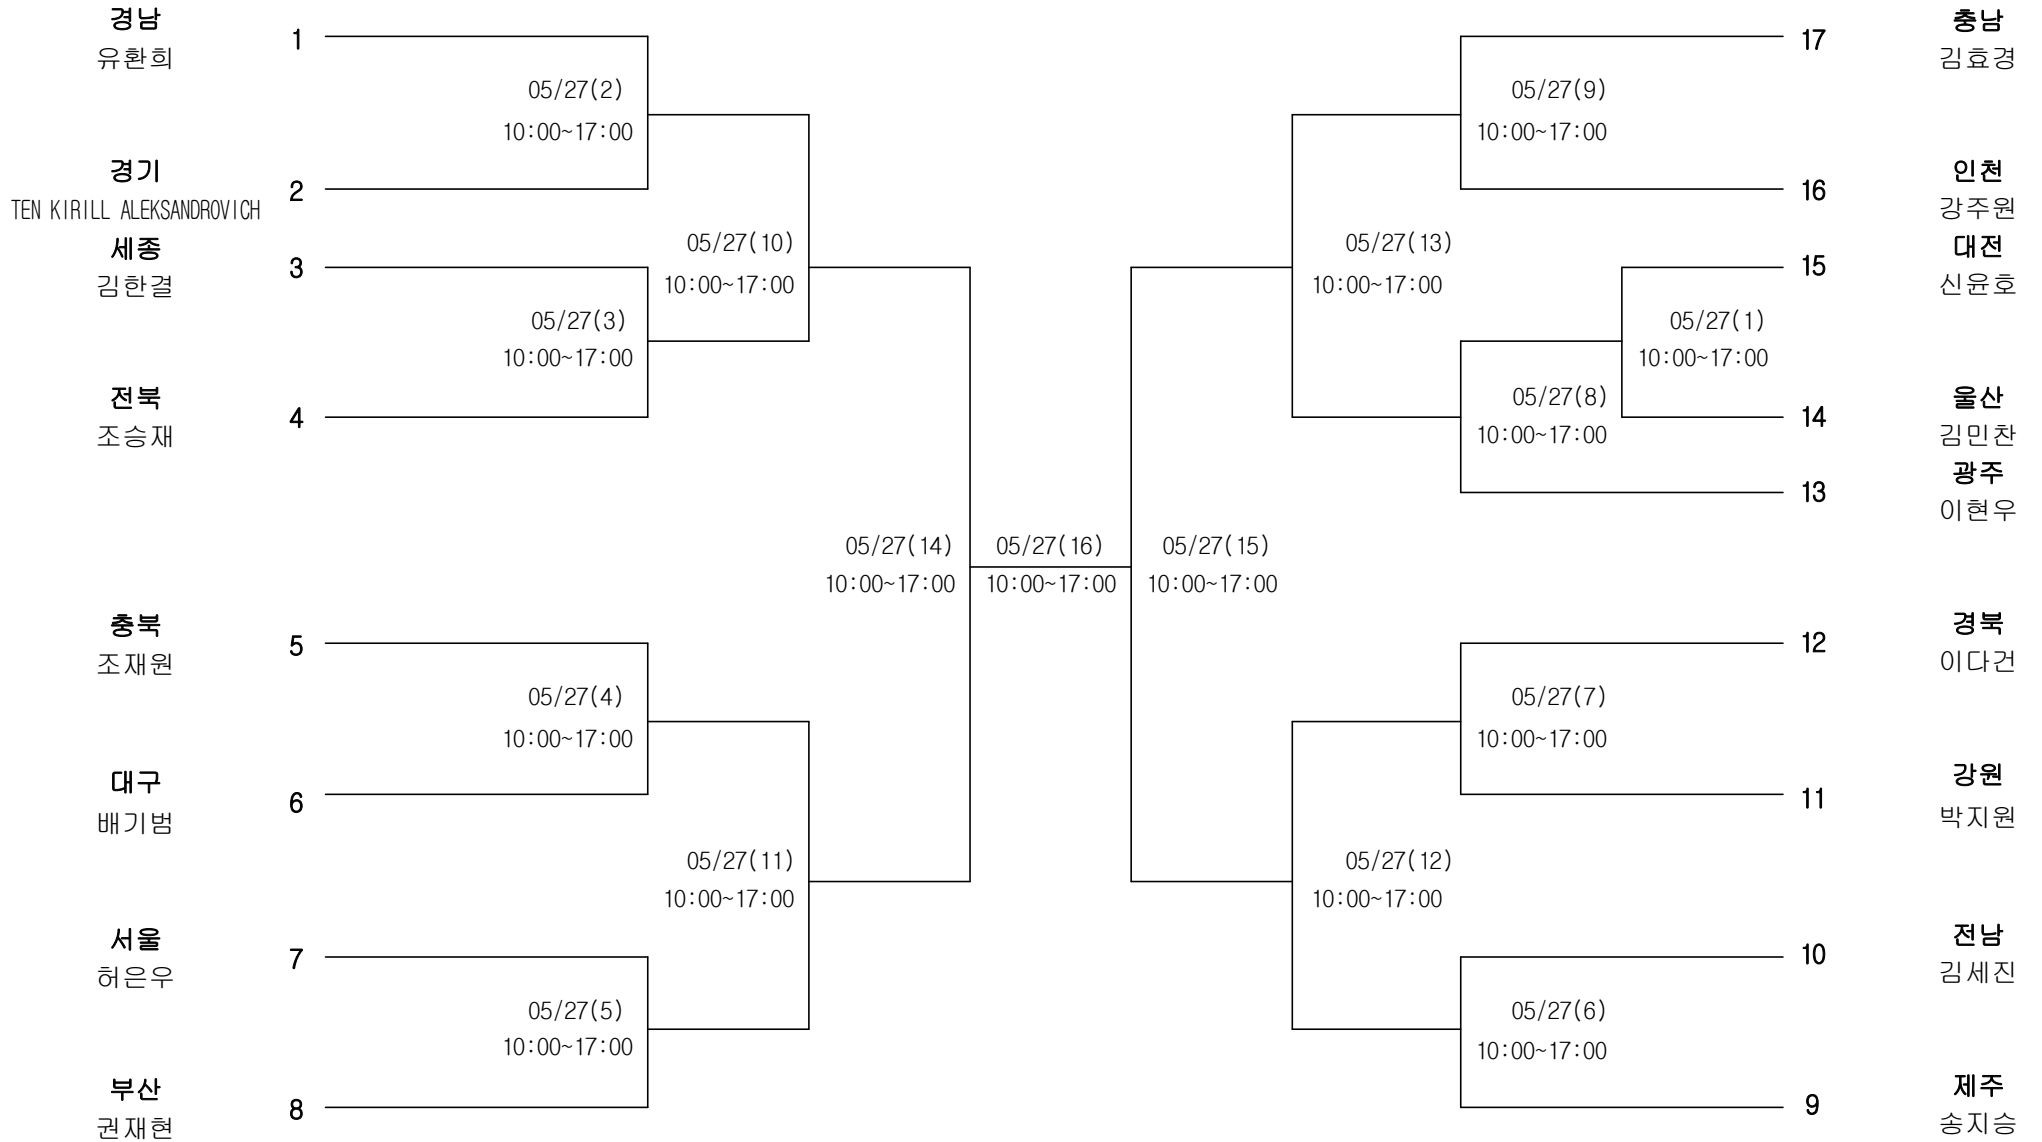 경남
유환희
1
05/27(2)
10:00~17:00
경기
TEN KIRILL ALEKSANDROVICH
2
세종
김한결
3
05/27(10)
10:00~17:00
05/27(3)
10:00~17:00
전북
조승재
4
05/27(14)
10:00~17:00
충북
조재원
5
05/27(4)
10:00~17:00
대구
배기범
6
05/27(11)
10:00~17:00
서울
허은우
7
05/27(5)
10:00~17:00
부산
권재현
8
05/27(16)
10:00~17:00
충남
김효경
17
05/27(9)
10:00~17:00
인천
강주원
16
05/27(13)
10:00~17:00
대전
신윤호
15
05/27(1)
10:00~17:00
05/27(8)
10:00~17:00
울산
김민찬
14
광주
이현우
13
05/27(15)
10:00~17:00
경북
이다건
12
05/27(7)
10:00~17:00
강원
박지원
11
05/27(12)
10:00~17:00
전남
김세진
10
05/27(6)
10:00~17:00
제주
송지승
9